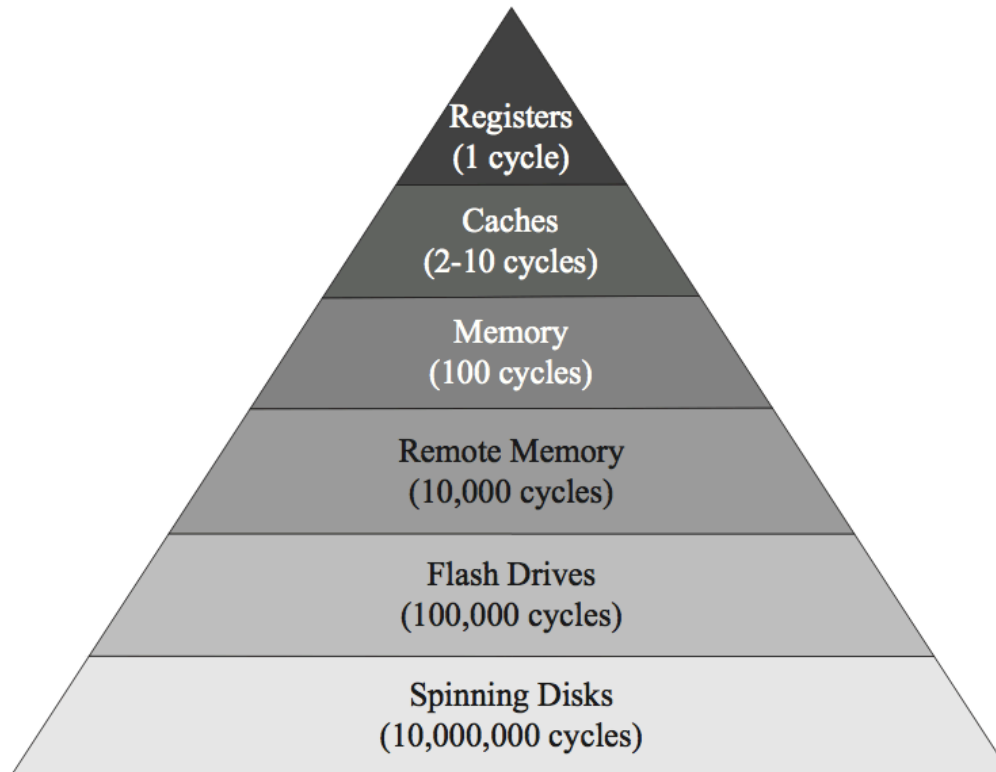 Registers
(1 cycle)
Caches
(2-10 cycles)
Memory
(100 cycles)
Remote Memory
(10,000 cycles)
Flash Drives
(100,000 cycles)
Spinning Disks
(10,000,000 cycles)